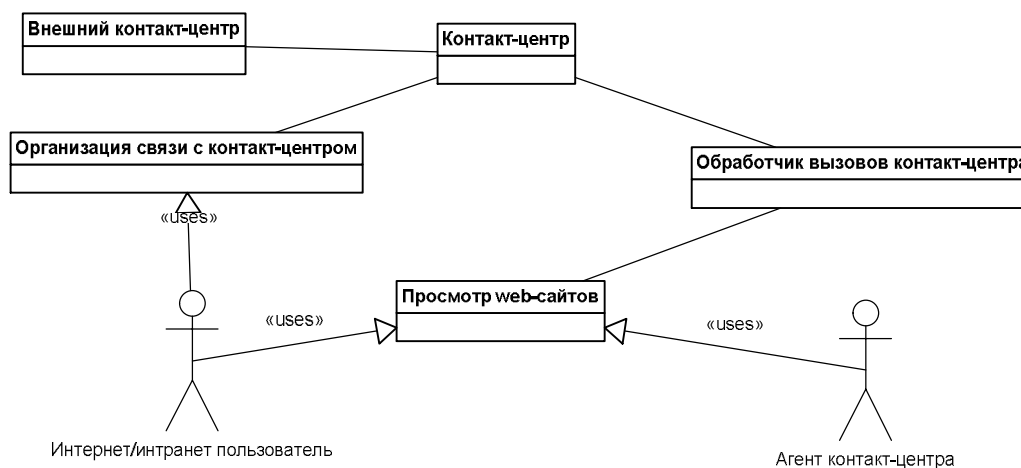 Внешний контакт-центр
Контакт-центр
Организация связи с контакт-центром
Обработчик вызовов контакт-центра
«uses»
Просмотр web-сайтов
«uses»
«uses»
Интернет/интранет пользователь
Агент контакт-центра